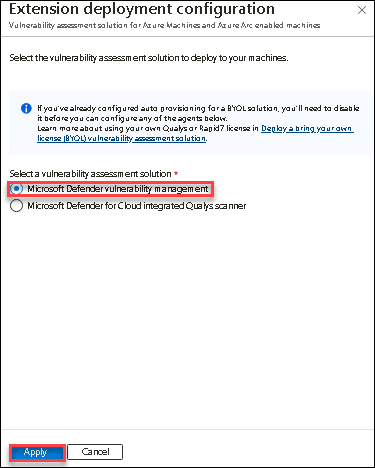 Extension deployment configuration
Vulnerability assessment solution for Azure Machines and Azure Arc enabled machines
Select the vulnerability assessment solution to deploy to your machines.
If you've already configured auto provisioning for a BYOL solution, you'll need to disable
it before you can configure any of the agents below.
Learn more about using your own Qualys or Rapid7 license in Deploy a bring your own
license (BYOL) vulnerability assessment solution.
Select a vulnerability assessment solution *
Microsoft Defender vulnerability management
Microsoft Defender for Cloud integrated Qualys scanner
Apply
Cancel